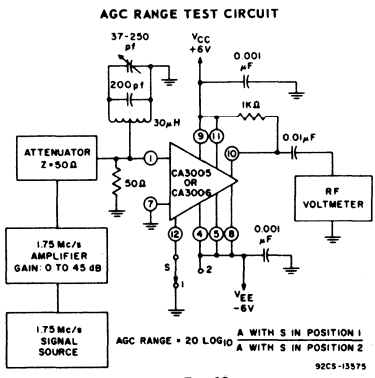 AGC RANGE TEST CIRCUIT
37-250
pf
200pf
30µH
VCC
+6V
0.001
µF
1KΩ
0.01µF
ATTENUATOR
Z=50Ω
50Ω
1
7
12
9
11
10
4
5
8
CA3005
OR
CA3006
RF
VOLTMETER
1.75 Mc/s
AMPLIFIER
GAIN: 0 TO 45 dB
S
1
2
0.001
µF
VEE
-6V
1.75 Mc/s
SIGNAL
SOURCE
AGC RANGE = 20 LOG10 A WITH S IN POSITION 1
A WITH S IN POSITION 2
92CS-13575